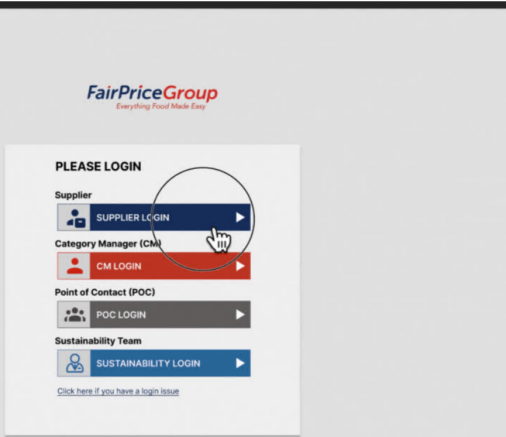 FairPriceGroup
Everything Food Made Easy
PLEASE LOGIN
Supplier
SUPPLIER LOGIN
Category Manager (CM)
CM LOGIN
Point of Contact (POC)
POC LOGIN
Sustainability Team
SUSTAINABILITY LOGIN
Click here if you have a login issue